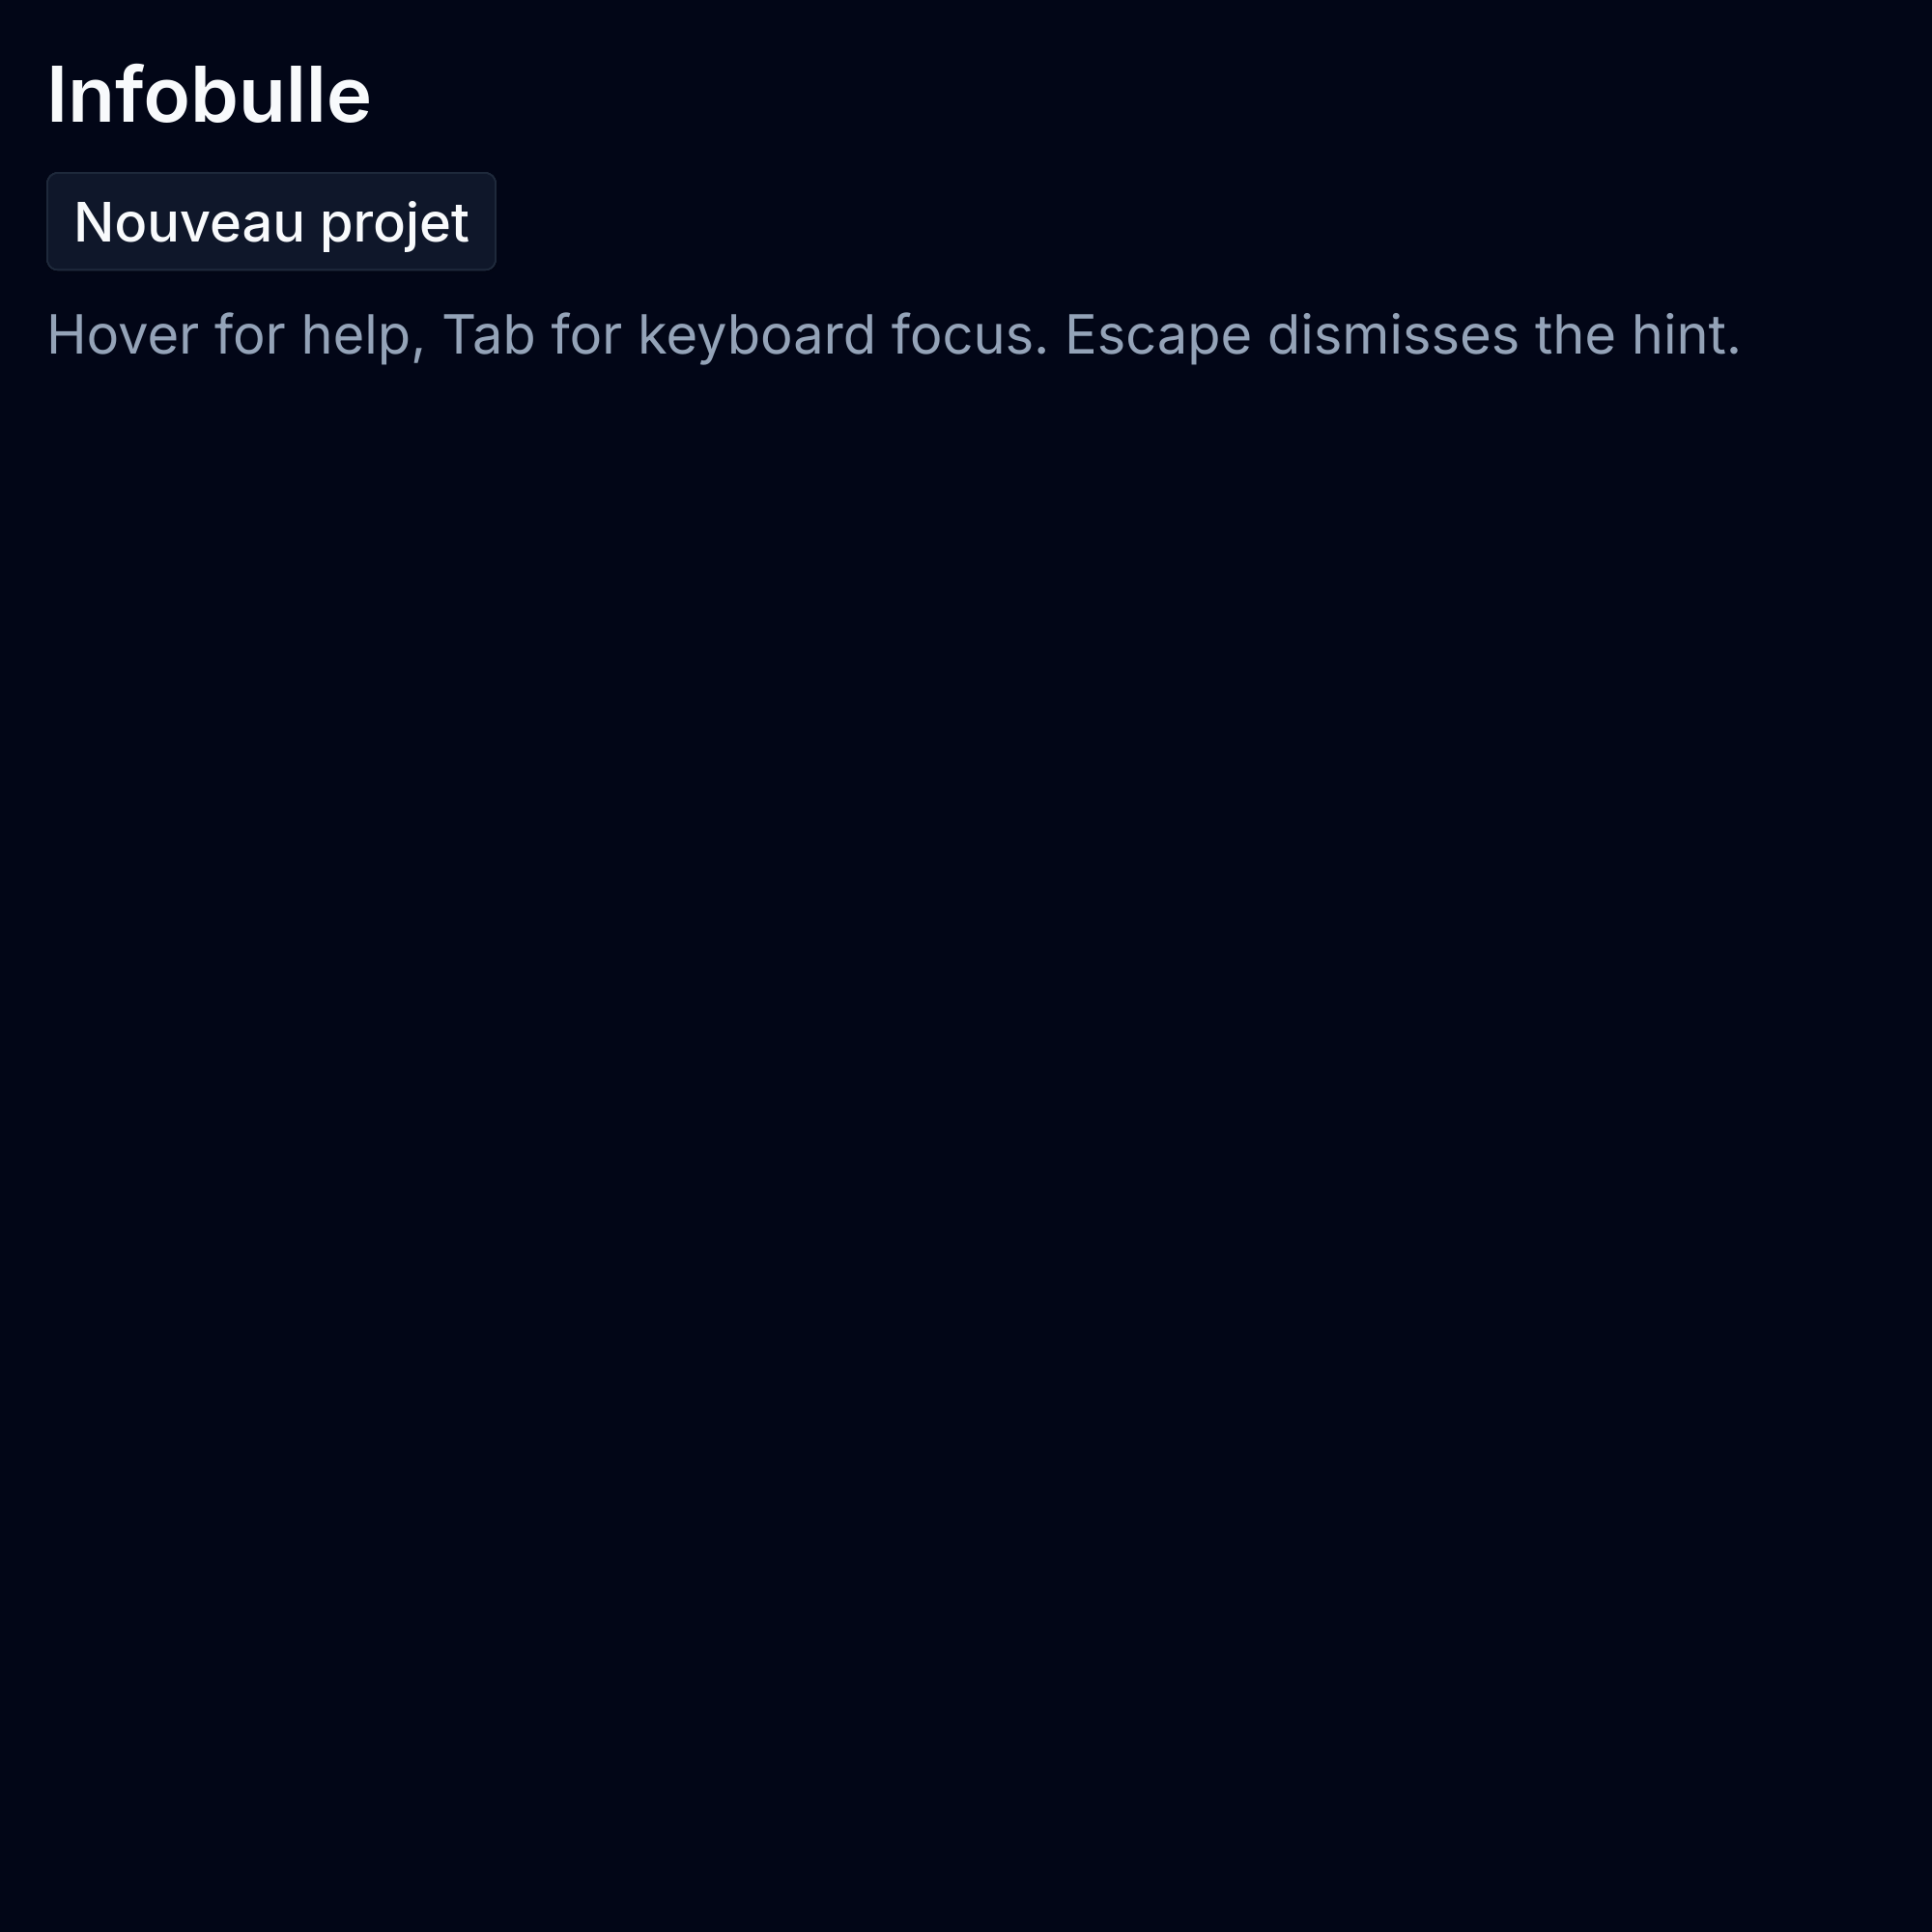 Infobulle
Nouveau projet
Hover for help, Tab for keyboard focus. Escape dismisses the hint.